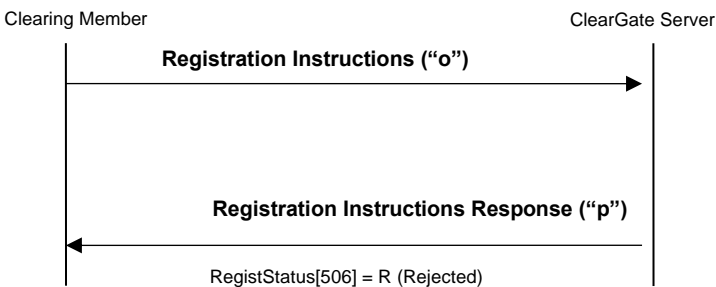 Clearing Member
ClearGate Server
Registration Instructions (“o”)
Registration Instructions Response (“p”)
RegistStatus[506] = R (Rejected)